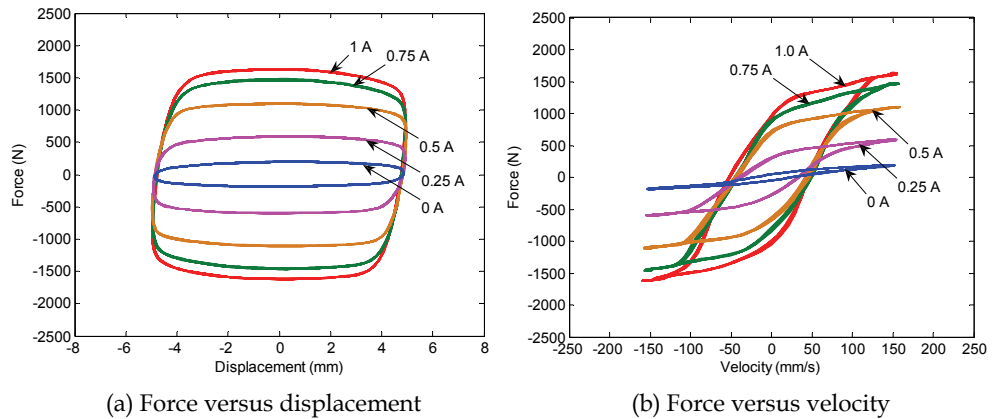 2500
2000
1500
1000
500
0
-500
-1000
-1500
-2000
-2500
Force (N)
1 A
0.75 A
0.5 A
0.25 A
0 A
-8
-6
-4
-2
0
2
4
6
8
Displacement (mm)
(a) Force versus displacement
2500
2000
1500
1000
500
0
-500
-1000
-1500
-2000
-2500
Force (N)
1.0 A
0.75 A
0.5 A
0.25 A
0 A
-250
-200
-150
-100
-50
0
50
100
150
200
250
Velocity (mm/s)
(b) Force versus velocity